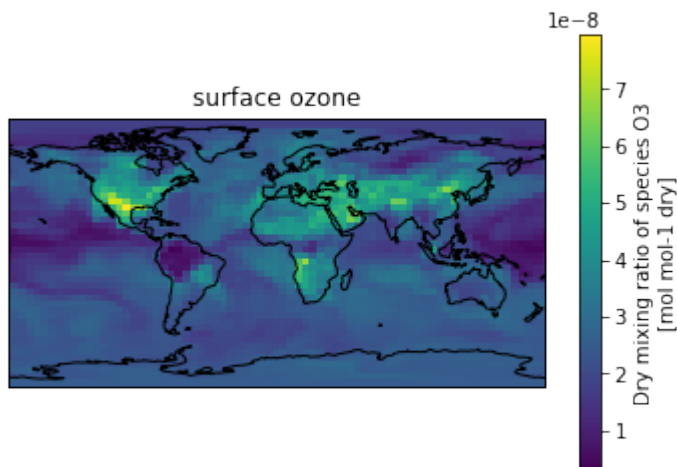 1e−8
surface ozone
7
6
5
4
3
2
1
Dry mixing ratio of species O3
[mol mol-1 dry]